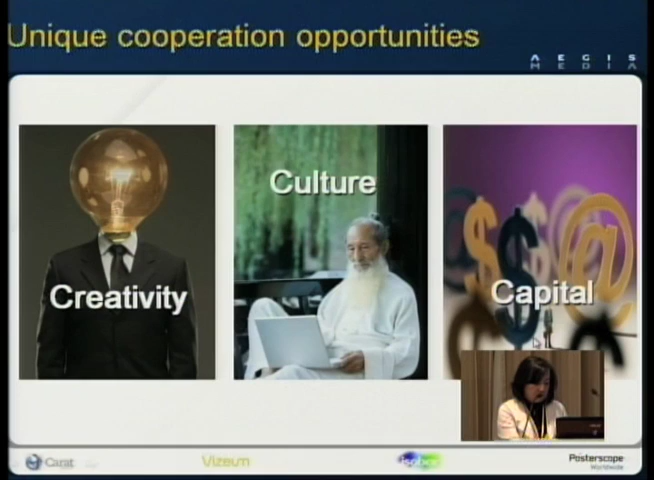 Unique cooperation opportunities
AEGIS
MEDIA
Culture
Creativity
Capital
Carat
Vizeum
Posterscope
Worldwide